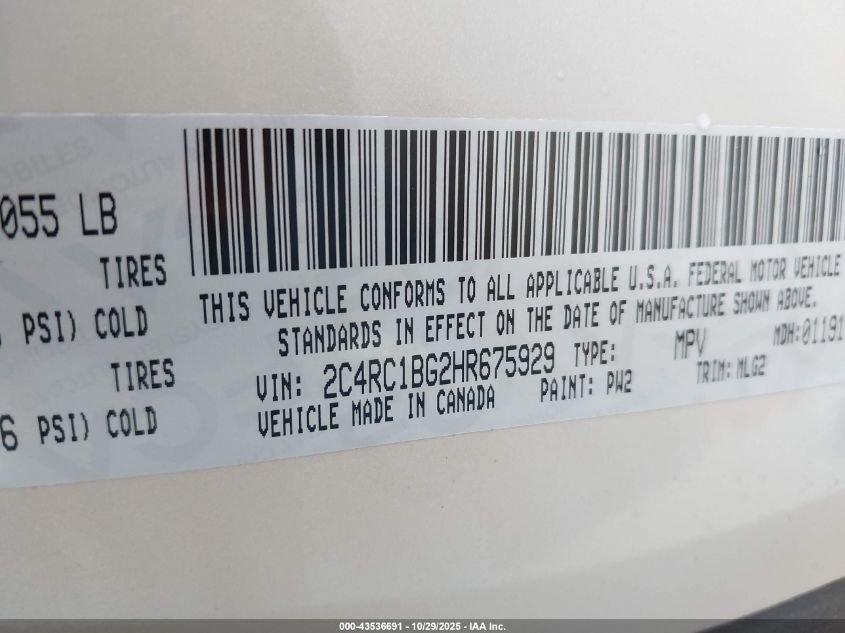 055 LB
TIRES
PSI) COLD
TIRES
6 PSI) COLD
THIS VEHICLE CONFORMS TO ALL APPLICABLE U.S.A. FEDERAL MOTOR VEHICLE
STANDARDS IN EFFECT ON THE DATE OF MANUFACTURE SHOWN ABOVE.
VIN: 2C4RC1BG2HR675929 TYPE: MPV MDH: 01191
VEHICLE MADE IN CANADA PAINT: PW2 TRIM: MLG2
000-43536691 - 10/29/2025 - IAA Inc.